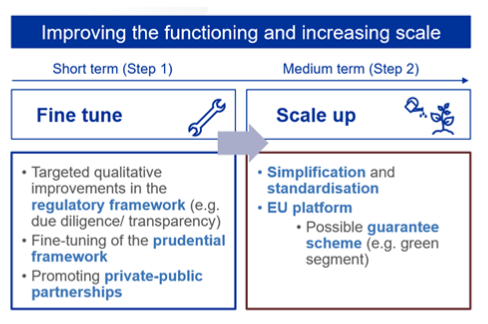 Improving the functioning and increasing scale
Short term (Step 1)
Medium term (Step 2)
Fine tune
Scale up
• Targeted qualitative
improvements in the
regulatory framework (e.g.
due diligence/ transparency)
• Fine-tuning of the prudential
framework
• Promoting private-public
partnerships
• Simplification and
standardisation
• EU platform
• Possible guarantee
scheme (e.g. green
segment)